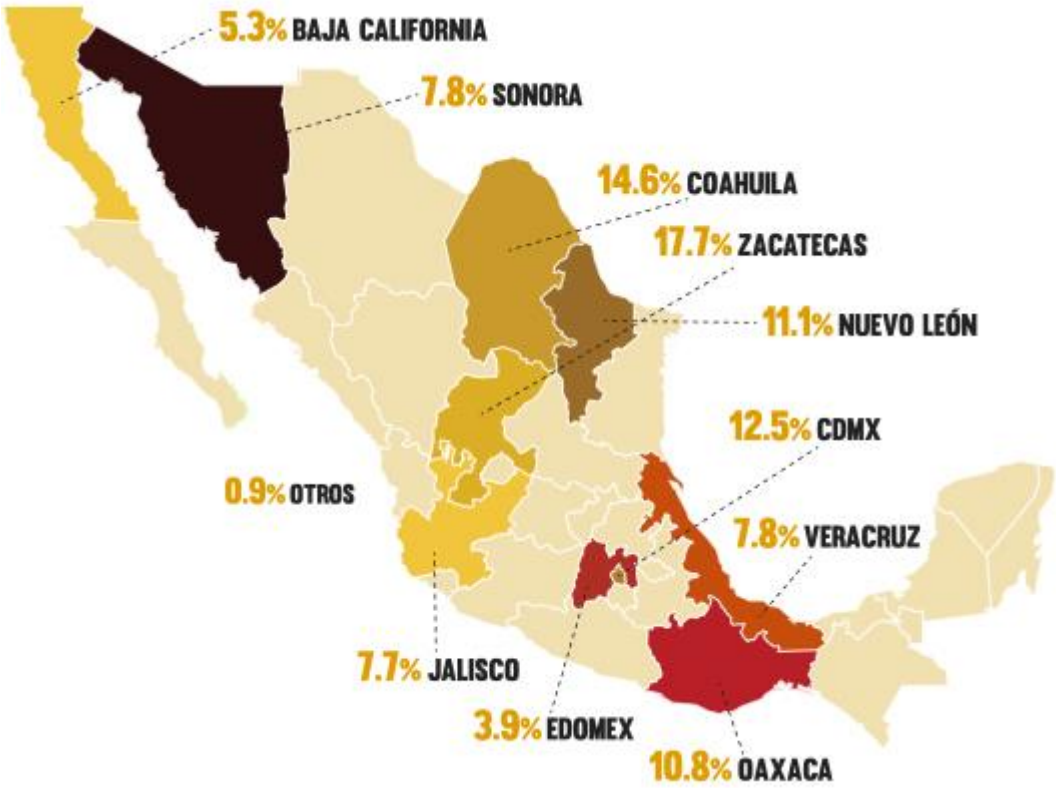 5.3% BAJA CALIFORNIA
7.8% SONORA
14.6% COAHUILA
17.7% ZACATECAS
11.1% NUEVO LEÓN
12.5% CDMX
0.9% OTROS
7.8% VERACRUZ
7.7% JALISCO
3.9% EDOMEX
10.8% OAXACA